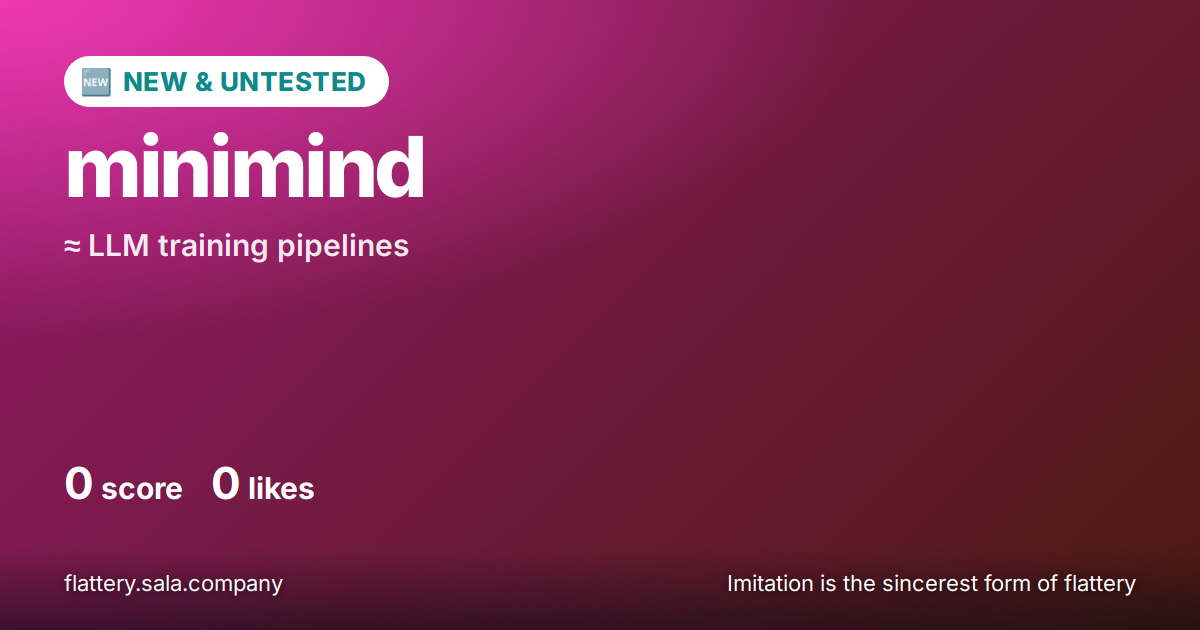 🆕 NEW & UNTESTED
minimind
≈ LLM training pipelines
0 score 0 likes
flattery.sala.company
Imitation is the sincerest form of flattery